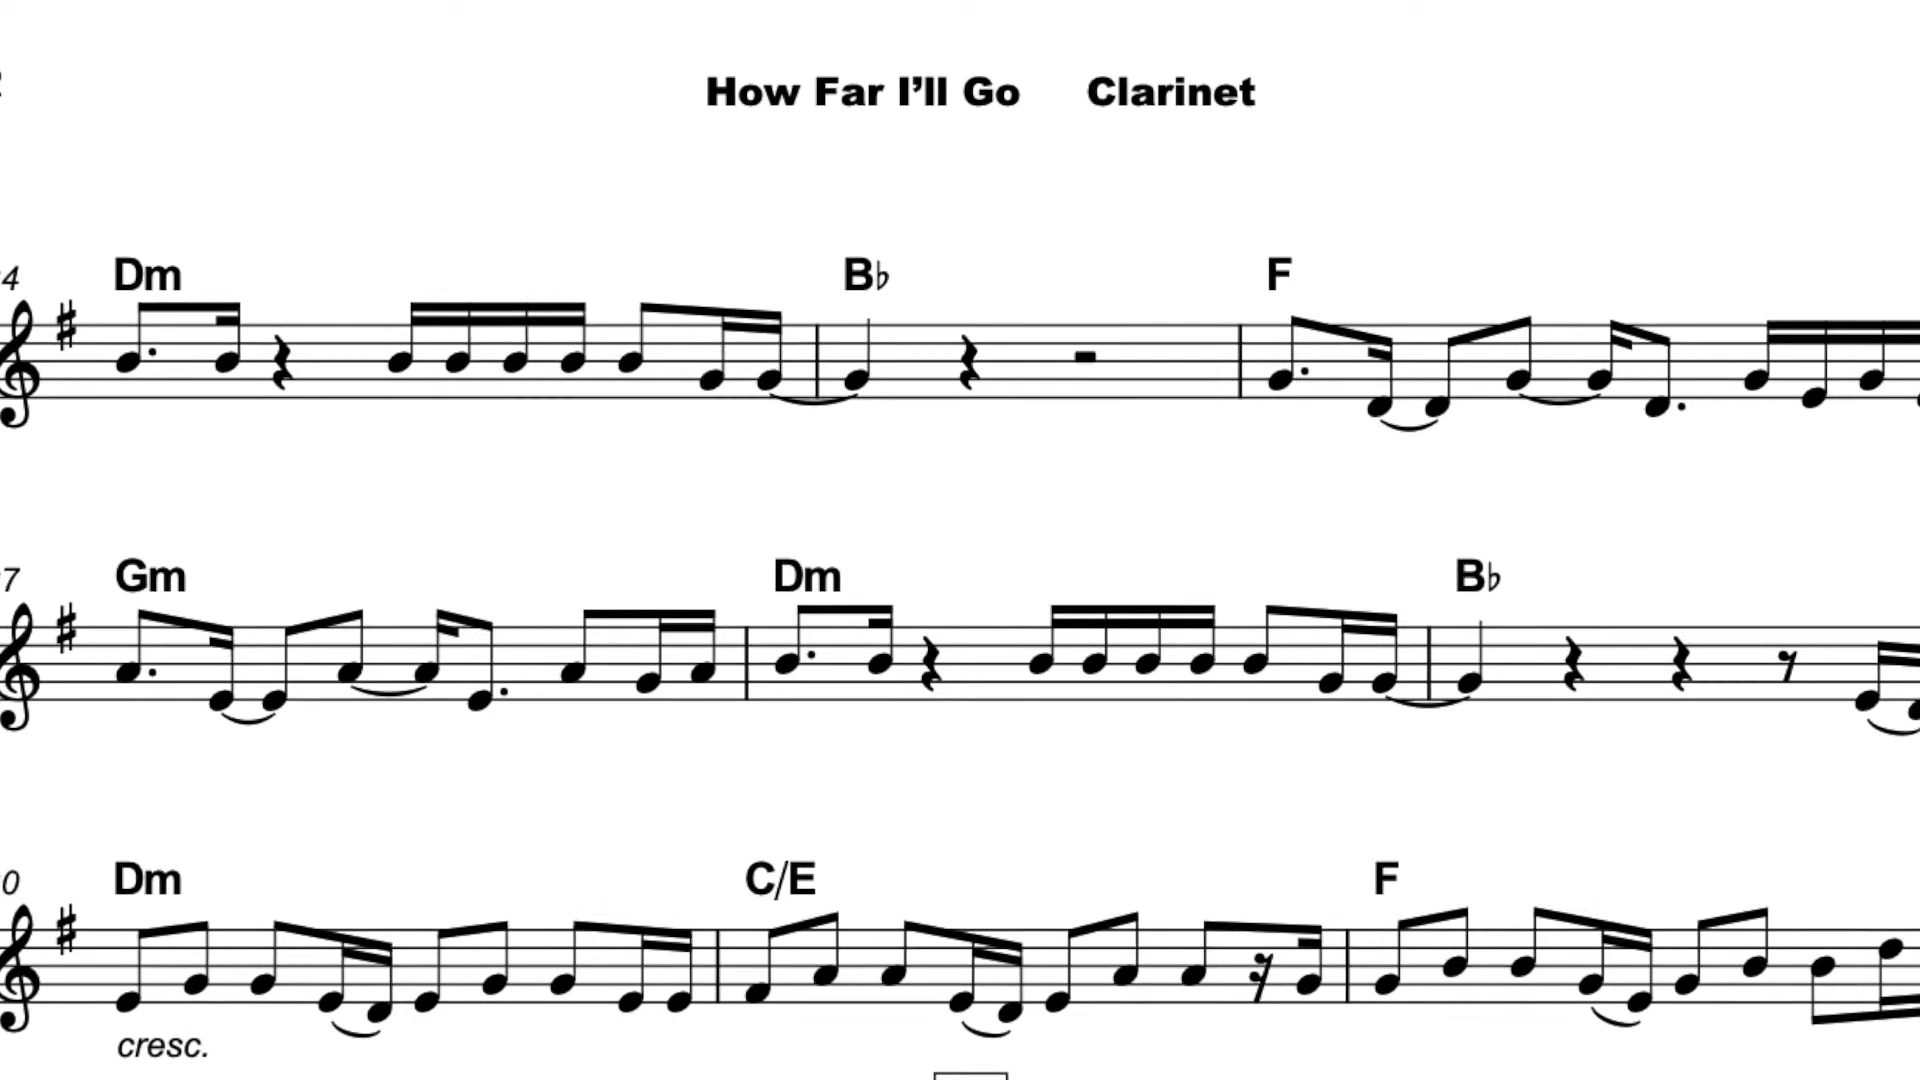 How Far I'll Go Clarinet
4 Dm B♭ F
7 Gm Dm B♭
0 Dm C/E F
cresc.